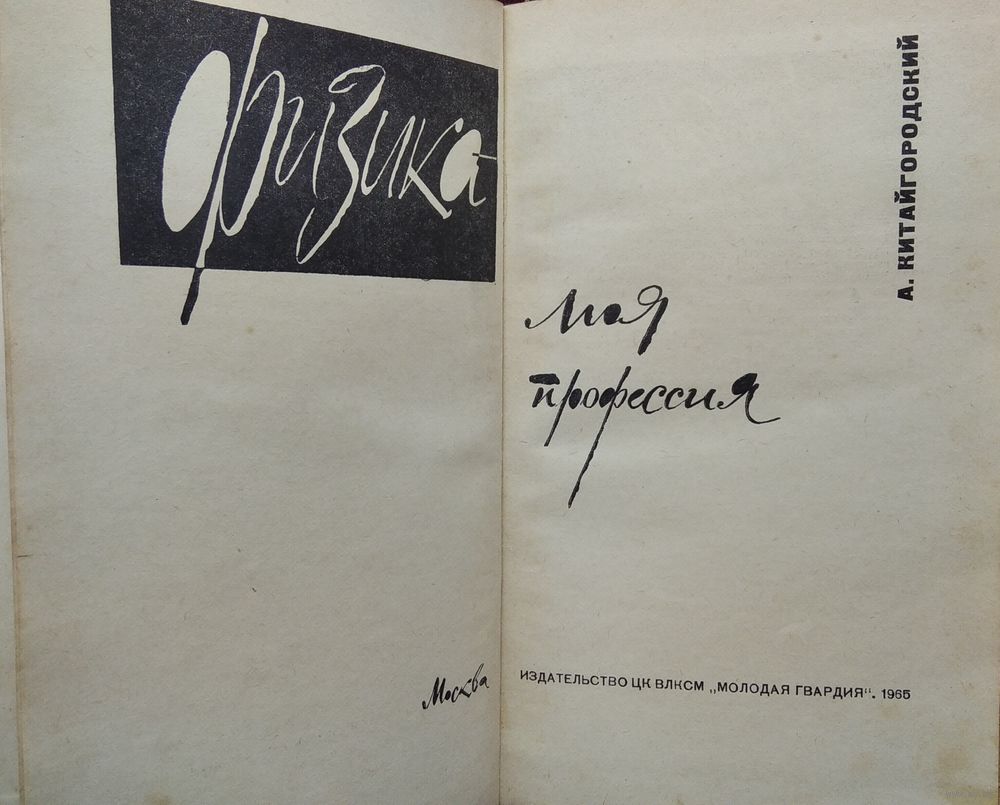 физика
моя
профессия
А. КИТАЙГОРОДСКИЙ
Москва
ИЗДАТЕЛЬСТВО ЦК ВЛКСМ „МОЛОДАЯ ГВАРДИЯ“. 1965